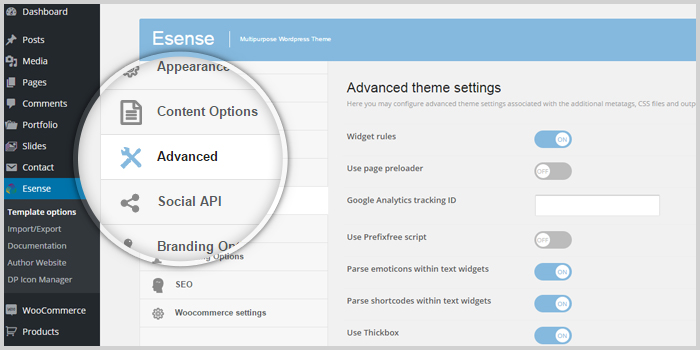 Dashboard
Posts
Media
Pages
Comments
Portfolio
Slides
Contact
Esense
Template options
Import/Export
Documentation
Author Website
DP Icon Manager
WooCommerce
Products
Esense
Multipurpose Wordpress Theme
Appearance
Content Options
Advanced
Social API
Branding Op
Options
SEO
Woocommerce settings
Advanced theme settings
Here you may configure advanced theme settings associated with the additional metatags, CSS files and outp
Widget rules
ON
Use page preloader
OFF
Google Analytics tracking ID
Use Prefixfree script
OFF
Parse emoticons within text widgets
ON
Parse shortcodes within text widgets
ON
Use Thickbox
ON